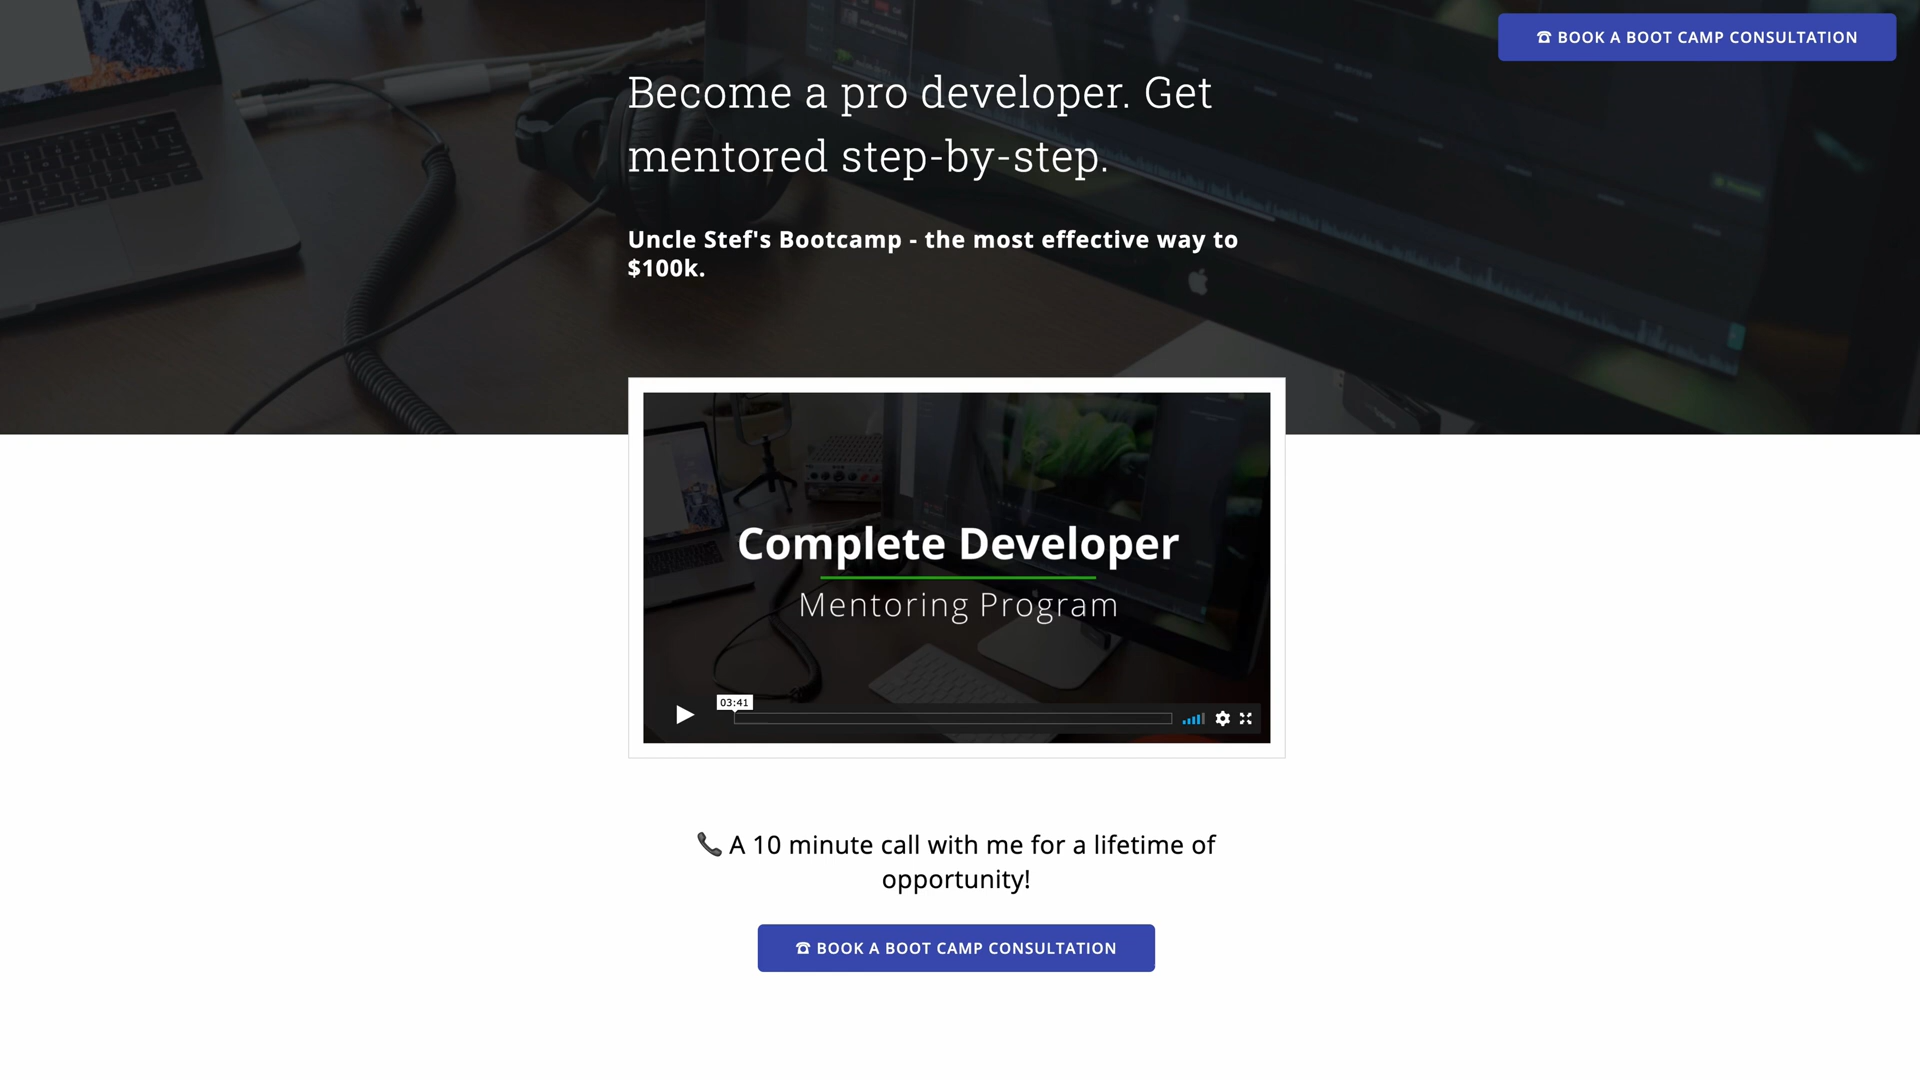 ☎ BOOK A BOOT CAMP CONSULTATION
Become a pro developer. Get
mentored step-by-step.
Uncle Stef's Bootcamp - the most effective way to
$100k.
Complete Developer
Mentoring Program
03:41
📞 A 10 minute call with me for a lifetime of
opportunity!
☎ BOOK A BOOT CAMP CONSULTATION